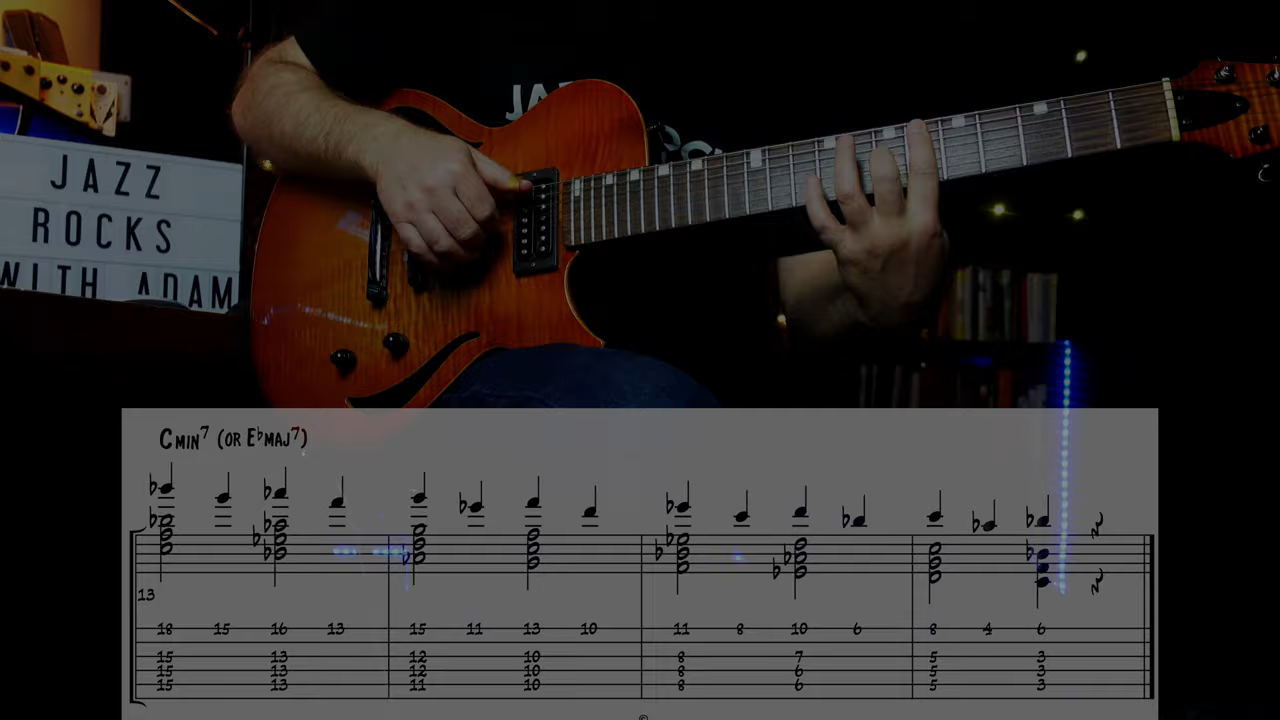 JAZZ
JAZZ
ROCKS
WITH ADAM
Cmin7 (or E♭maj7)
13
18 15 16 13 15 11 13 10 11 8 10 6 8 4 6
15 13 12 10 8 7 5 3
15 13 12 10 8 6 5 3
15 13 11 10 8 6 5 3
©